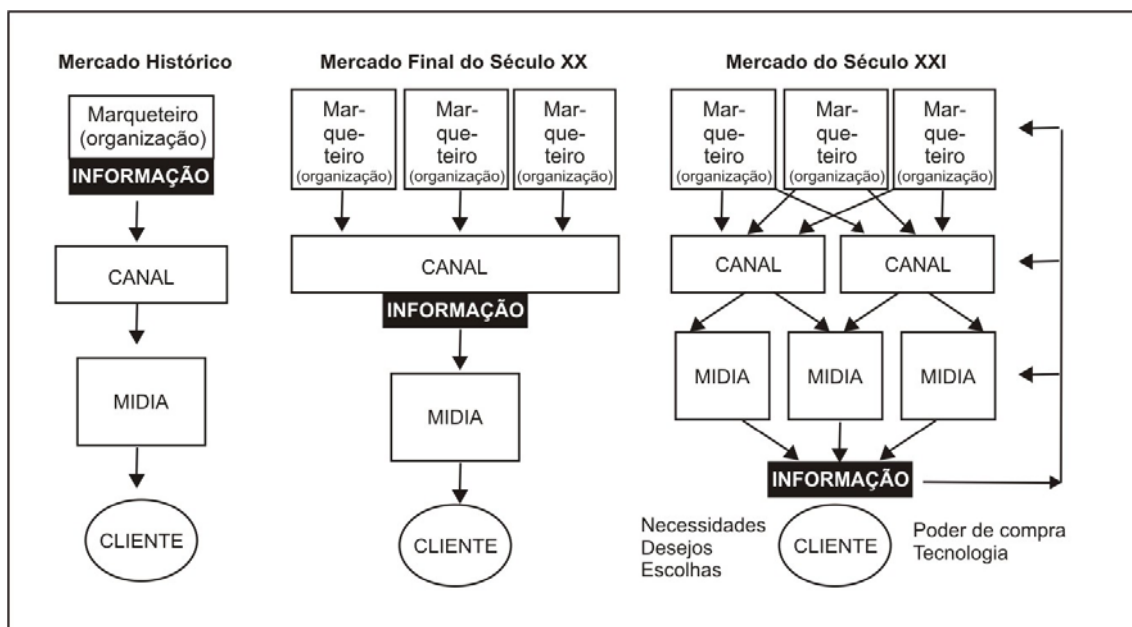 Mercado Histórico
Marqueteiro
(organização)
INFORMAÇÃO
CANAL
MIDIA
CLIENTE
Mercado Final do Século XX
Mar-
que-
teiro
(organização)
Mar-
que-
teiro
(organização)
Mar-
que-
teiro
(organização)
CANAL
INFORMAÇÃO
MIDIA
CLIENTE
Mercado do Século XXI
Mar-
que-
teiro
(organização)
Mar-
que-
teiro
(organização)
Mar-
que-
teiro
(organização)
CANAL
CANAL
MIDIA
MIDIA
MIDIA
INFORMAÇÃO
Necessidades
Desejos
Escolhas
CLIENTE
Poder de compra
Tecnologia